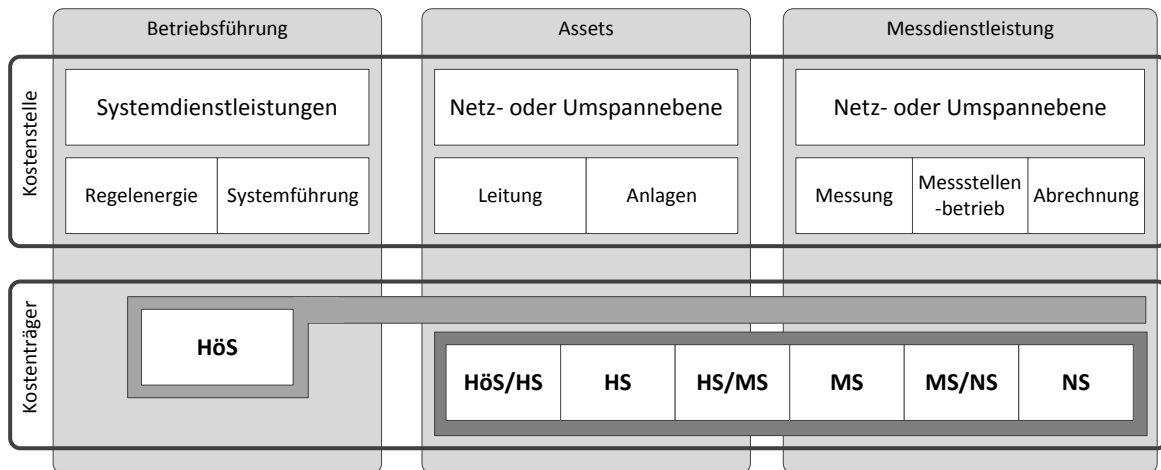 Betriebsführung
Assets
Messdienstleistung
Kostenstelle
Systemdienstleistungen
Netz- oder Umspannebene
Netz- oder Umspannebene
Regelenergie
Systemführung
Leitung
Anlagen
Messung
Messstellen
-betrieb
Abrechnung
Kostenträger
HöS
HöS/HS
HS
HS/MS
MS
MS/NS
NS